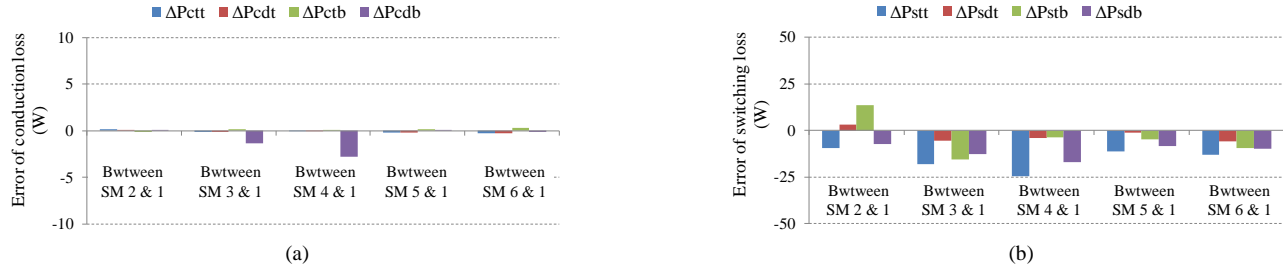 ΔPctt ΔPcdt ΔPctb ΔPcdb
Error of conduction loss
(W)
10
5
0
-5
-10
Bwtween
SM 2 & 1
Bwtween
SM 3 & 1
Bwtween
SM 4 & 1
Bwtween
SM 5 & 1
Bwtween
SM 6 & 1
(a)
ΔPstt ΔPsdt ΔPstb ΔPsdb
Error of switching loss
(W)
50
25
0
-25
-50
Bwtween
SM 2 & 1
Bwtween
SM 3 & 1
Bwtween
SM 4 & 1
Bwtween
SM 5 & 1
Bwtween
SM 6 & 1
(b)